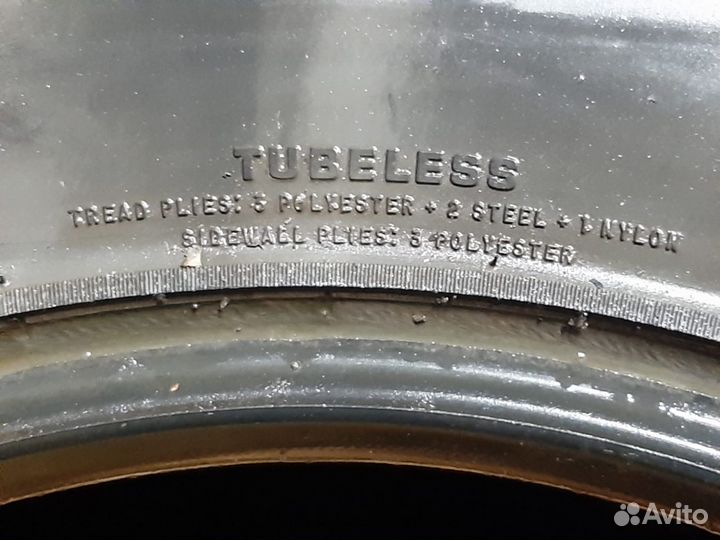 TUBELESS
TREAD PLIES: 3 POLYESTER + 2 STEEL + 1 NYLON
SIDEWALL PLIES: 3 POLYESTER
Avito